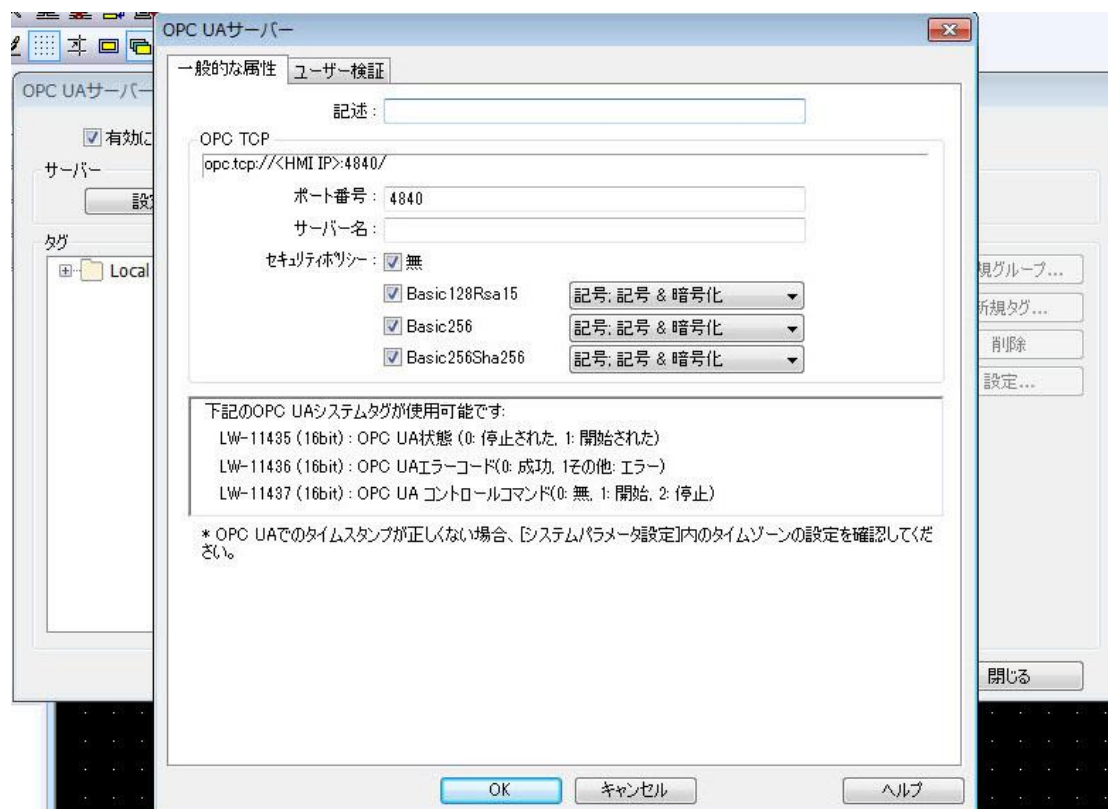 OPC UAサーバー
一般的な属性
ユーザー検証
OPC UAサーバー
有効に
サーバー
設定
タグ
Local
記述:
OPC TCP
opc.tcp://<HMI IP>:4840/
ポート番号: 4840
サーバー名:
セキュリティポリシー: 無
Basic128Rsa15 記号; 記号 & 暗号化
Basic256 記号; 記号 & 暗号化
Basic256Sha256 記号; 記号 & 暗号化
下記のOPC UAシステムタグが使用可能です:
LW-11435 (16bit) : OPC UA状態 (0: 停止された, 1: 開始された)
LW-11436 (16bit) : OPC UAエラーコード(0: 成功, 1その他: エラー)
LW-11437 (16bit) : OPC UA コントロールコマンド(0: 無, 1: 開始, 2: 停止)
* OPC UAでのタイムスタンプが正しくない場合、[システムパラメータ設定]内のタイムゾーンの設定を確認してくだ
さい。
規グループ...
新規タグ...
削除
設定...
閉じる
OK
キャンセル
ヘルプ